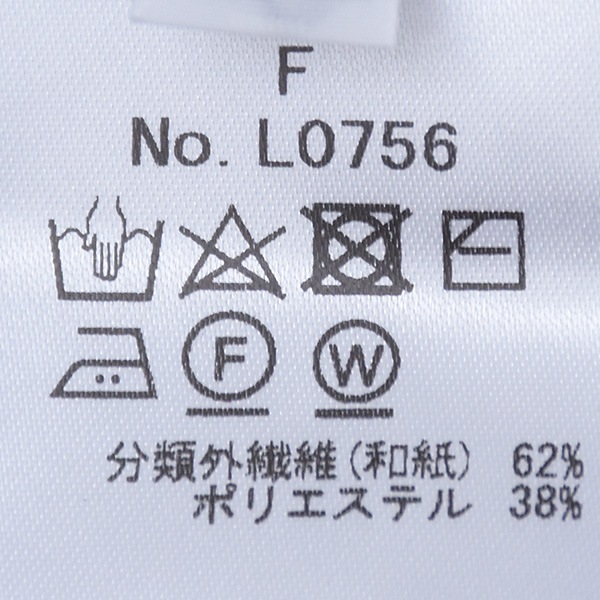 F
No. L0756
F
W
分類外繊維(和紙) 62%
ポリエステル 38%